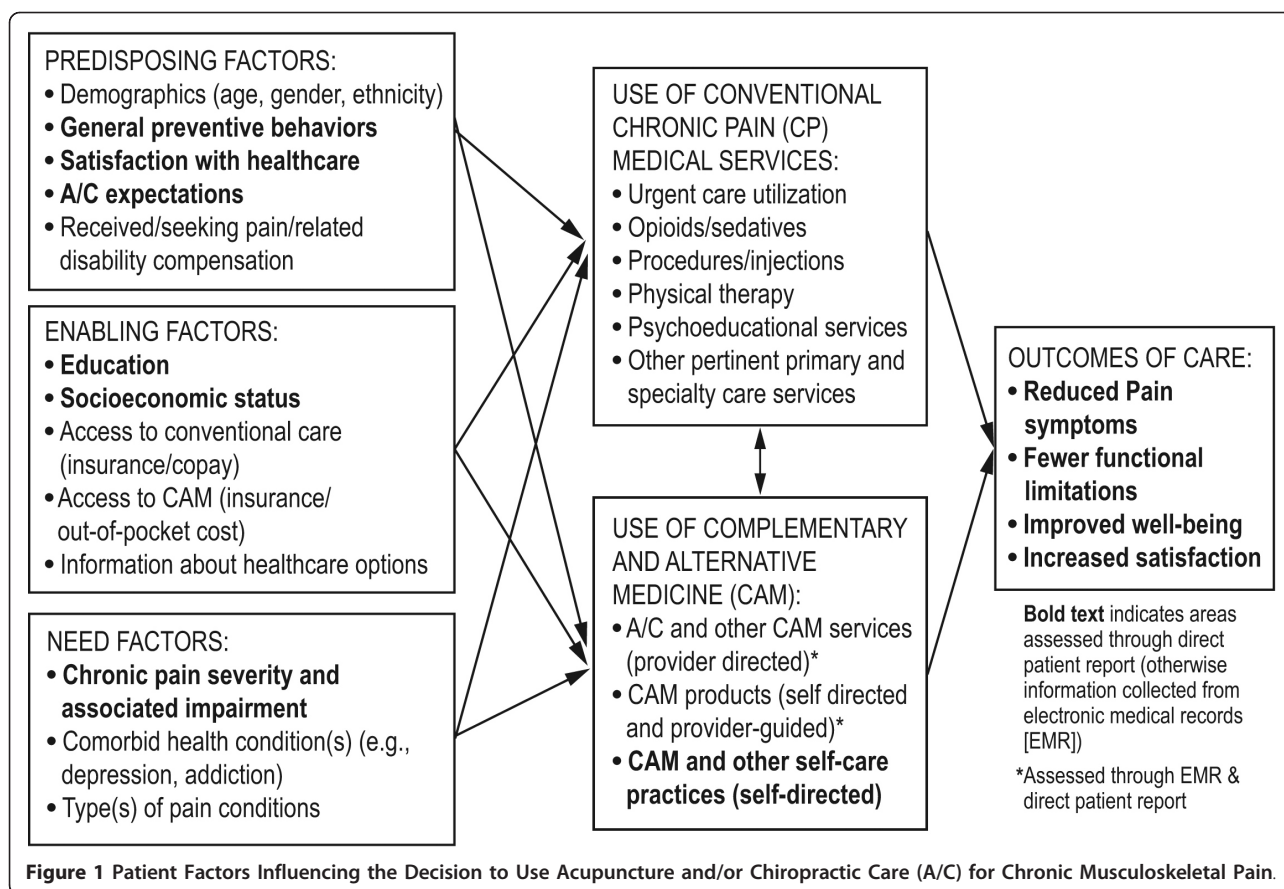 PREDISPOSING FACTORS:
• Demographics (age, gender, ethnicity)
• General preventive behaviors
• Satisfaction with healthcare
• A/C expectations
• Received/seeking pain/related
disability compensation
ENABLING FACTORS:
• Education
• Socioeconomic status
• Access to conventional care
(insurance/copay)
• Access to CAM (insurance/
out-of-pocket cost)
• Information about healthcare options
NEED FACTORS:
• Chronic pain severity and
associated impairment
• Comorbid health condition(s) (e.g.,
depression, addiction)
• Type(s) of pain conditions
USE OF CONVENTIONAL
CHRONIC PAIN (CP)
MEDICAL SERVICES:
• Urgent care utilization
• Opioids/sedatives
• Procedures/injections
• Physical therapy
• Psychoeducational services
• Other pertinent primary and
specialty care services
USE OF COMPLEMENTARY
AND ALTERNATIVE
MEDICINE (CAM):
• A/C and other CAM services
(provider directed)*
• CAM products (self directed
and provider-guided)*
• CAM and other self-care
practices (self-directed)
OUTCOMES OF CARE:
• Reduced Pain
symptoms
• Fewer functional
limitations
• Improved well-being
• Increased satisfaction
Bold text indicates areas
assessed through direct
patient report (otherwise
information collected from
electronic medical records
[EMR])
*Assessed through EMR &
direct patient report
Figure 1 Patient Factors Influencing the Decision to Use Acupuncture and/or Chiropractic Care (A/C) for Chronic Musculoskeletal Pain.